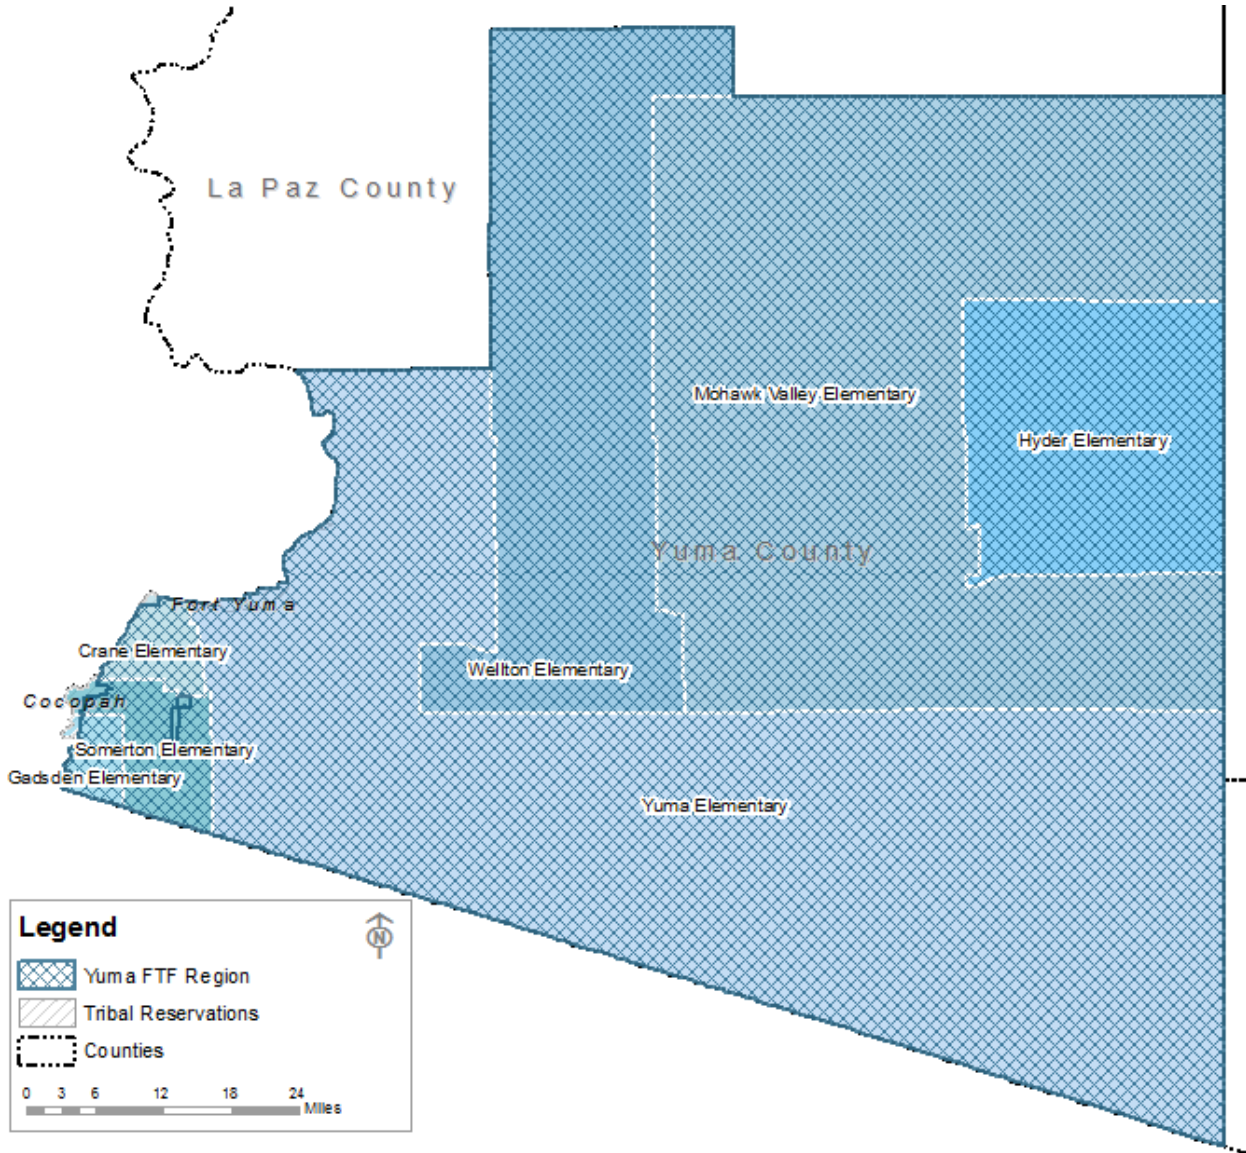 La Paz County
Mohawk Valley Elementary
Hyder Elementary
Yuma County
Fort Yuma
Crane Elementary
Wellton Elementary
Cocopah
Somerton Elementary
Gadsden Elementary
Yuma Elementary
Legend
N
Yuma FTF Region
Tribal Reservations
Counties
0 3 6 12 18 24
Miles